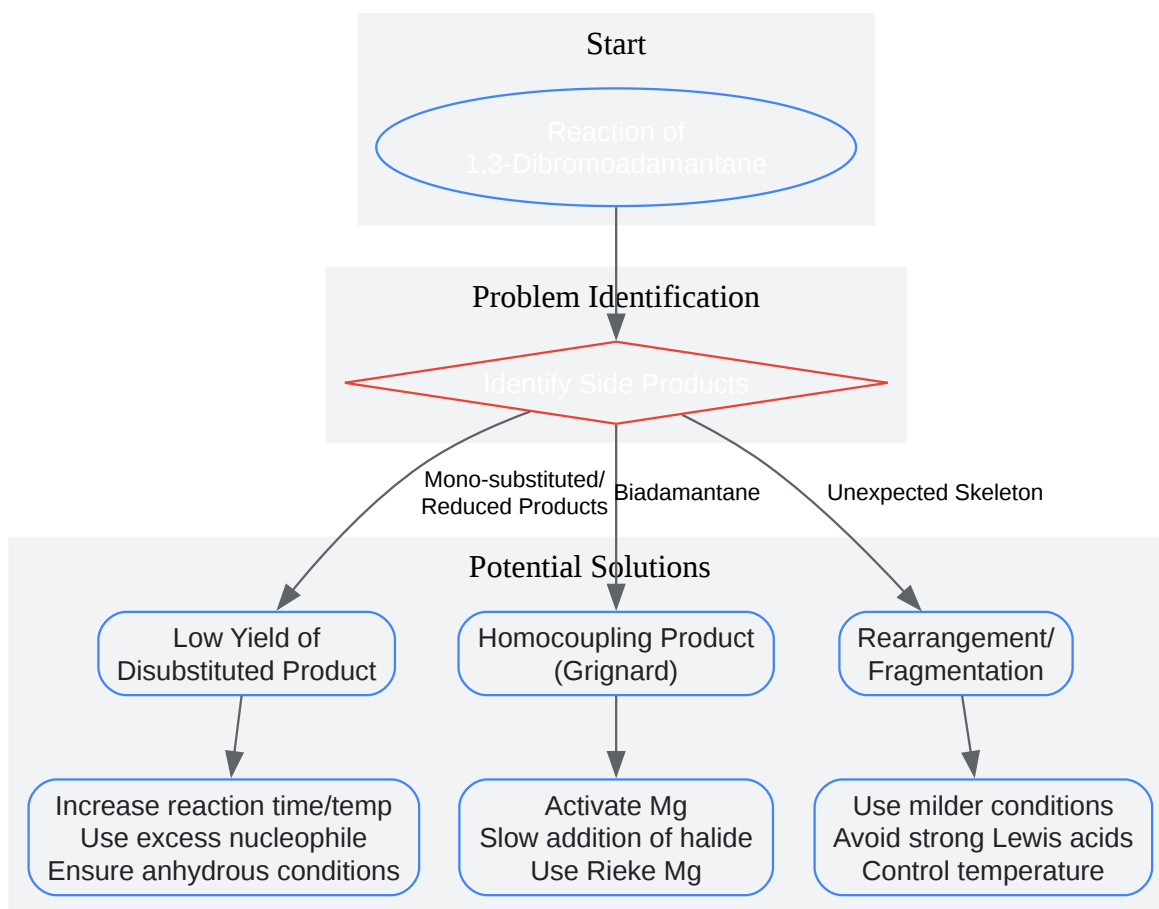 Start
Reaction of
1,3-Dibromoadamantane
Problem Identification
Identify Side Products
Mono-substituted/
Reduced Products
Biadamantane
Unexpected Skeleton
Potential Solutions
Low Yield of
Disubstituted Product
Homocoupling Product
(Grignard)
Rearrangement/
Fragmentation
Increase reaction time/temp
Use excess nucleophile
Ensure anhydrous conditions
Activate Mg
Slow addition of halide
Use Rieke Mg
Use milder conditions
Avoid strong Lewis acids
Control temperature